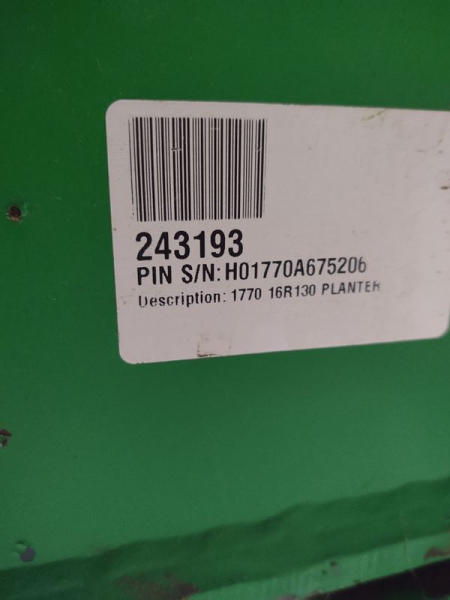 243193
PIN S/N: H01770A675206
Description: 1770 16R130 PLANTER